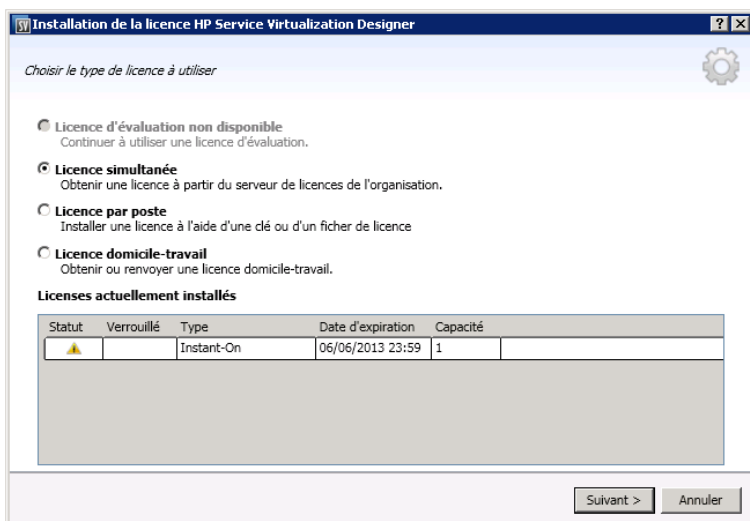 SV Installation de la licence HP Service Virtualization Designer
Choisir le type de licence à utiliser
Licence d'évaluation non disponible
Continuer à utiliser une licence d'évaluation.
Licence simultanée
Obtenir une licence à partir du serveur de licences de l'organisation.
Licence par poste
Installer une licence à l'aide d'une clé ou d'un ficher de licence
Licence domicile-travail
Obtenir ou renvoyer une licence domicile-travail.
Licenses actuellement installés
Statut Verrouillé Type Date d'expiration Capacité
Instant-On 06/06/2013 23:59 1
Suivant > Annuler